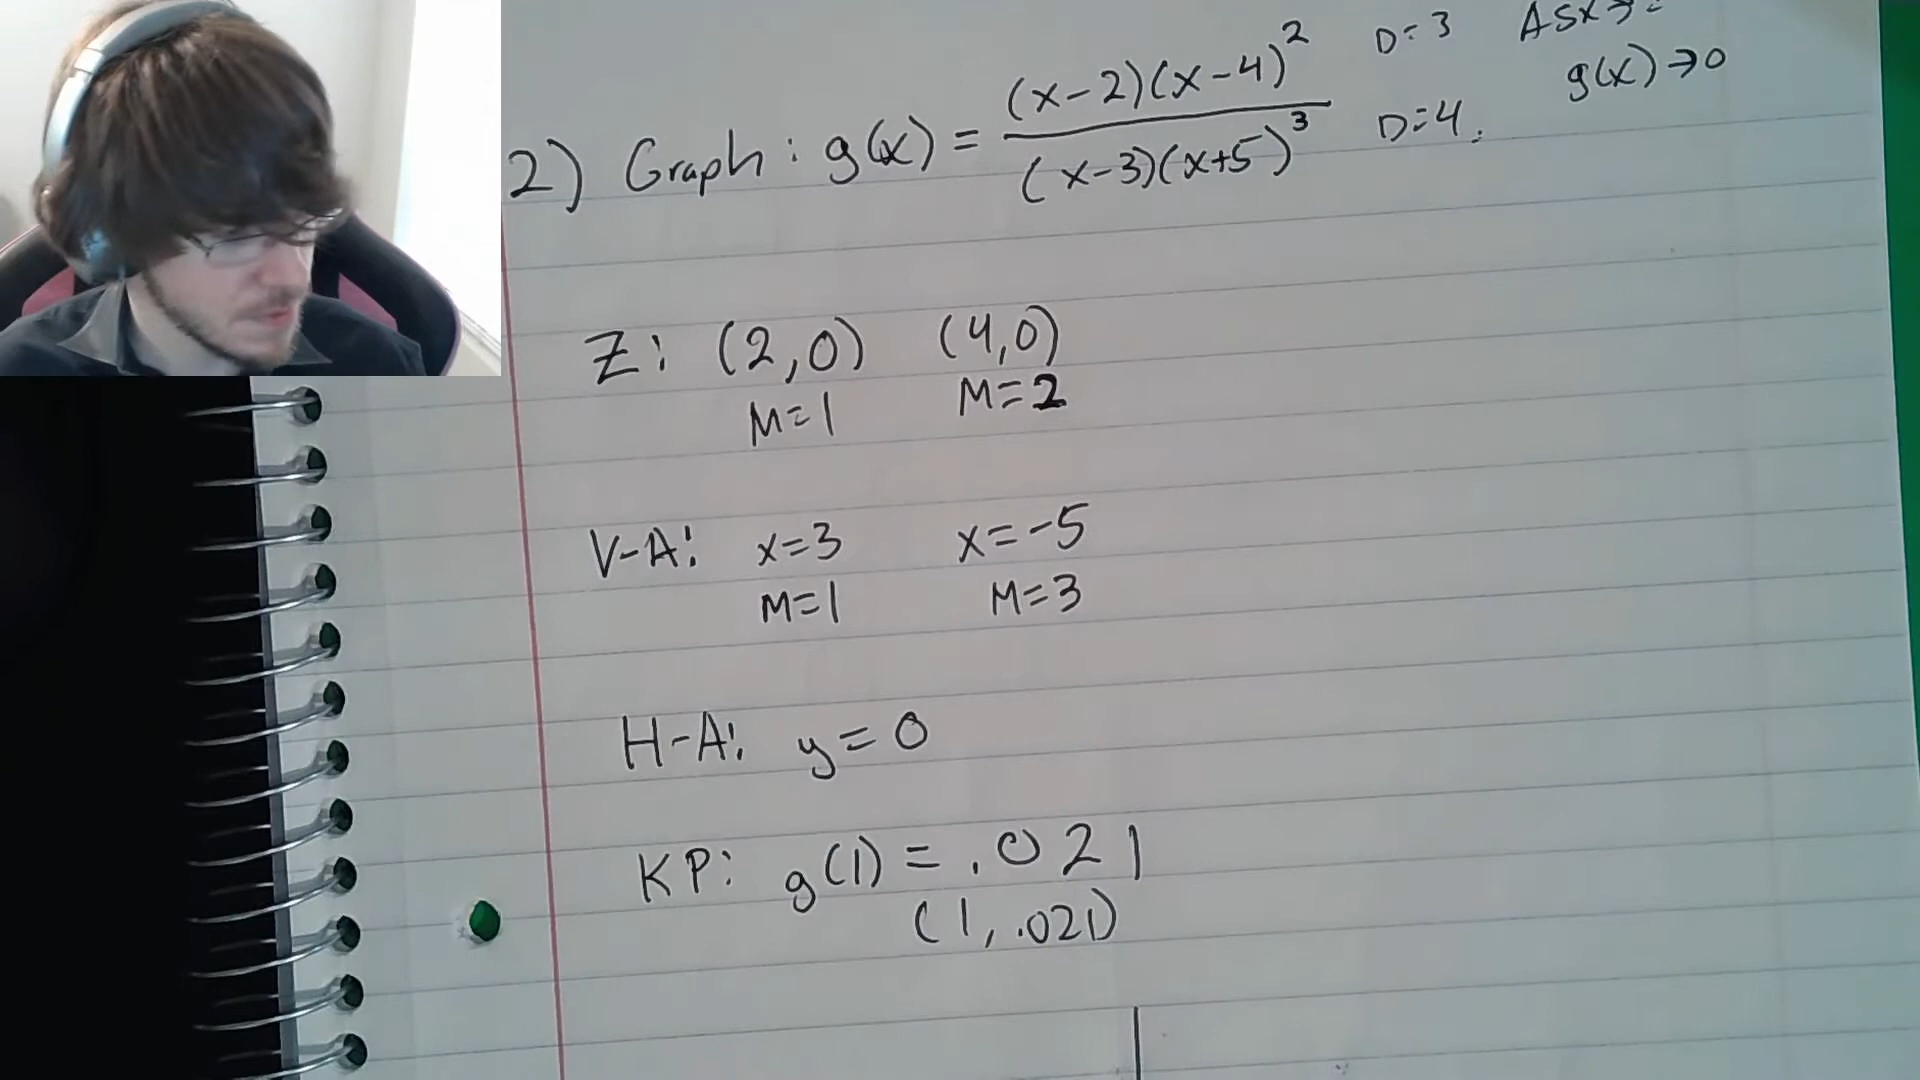 2) Graph: g(x) = (x-2)(x-4)² / (x-3)(x+5)³
D=3
D=4
As x→
g(x)→0
Z: (2,0) (4,0)
M=1 M=2
V-A: x=3 x=-5
M=1 M=3
H-A: y=0
KP: g(1) = .021
(1, .021)